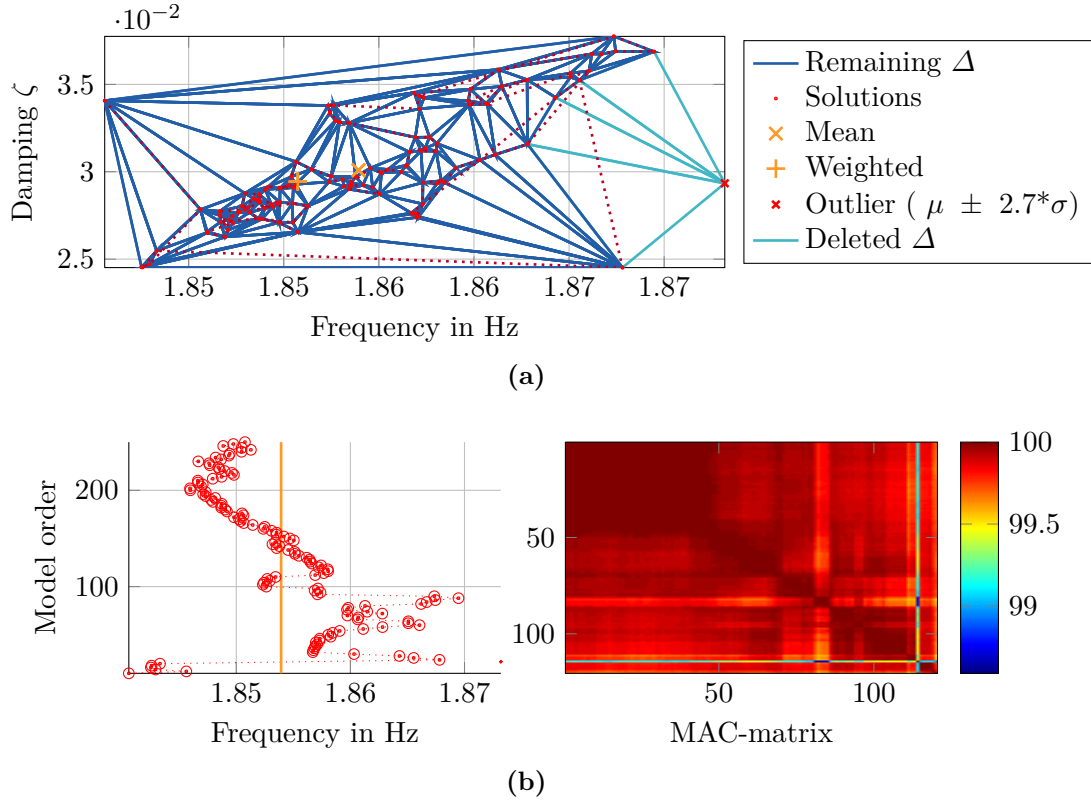 ·10−2
3.5
3
2.5
Damping ζ
1.85 1.85 1.86 1.86 1.87 1.87
Frequency in Hz
Remaining Δ
Solutions
Mean
Weighted
Outlier ( μ ± 2.7*σ)
Deleted Δ
(a)
200
100
Model order
1.85 1.86 1.87
Frequency in Hz
50
100
50 100
MAC-matrix
100
99.5
99
(b)